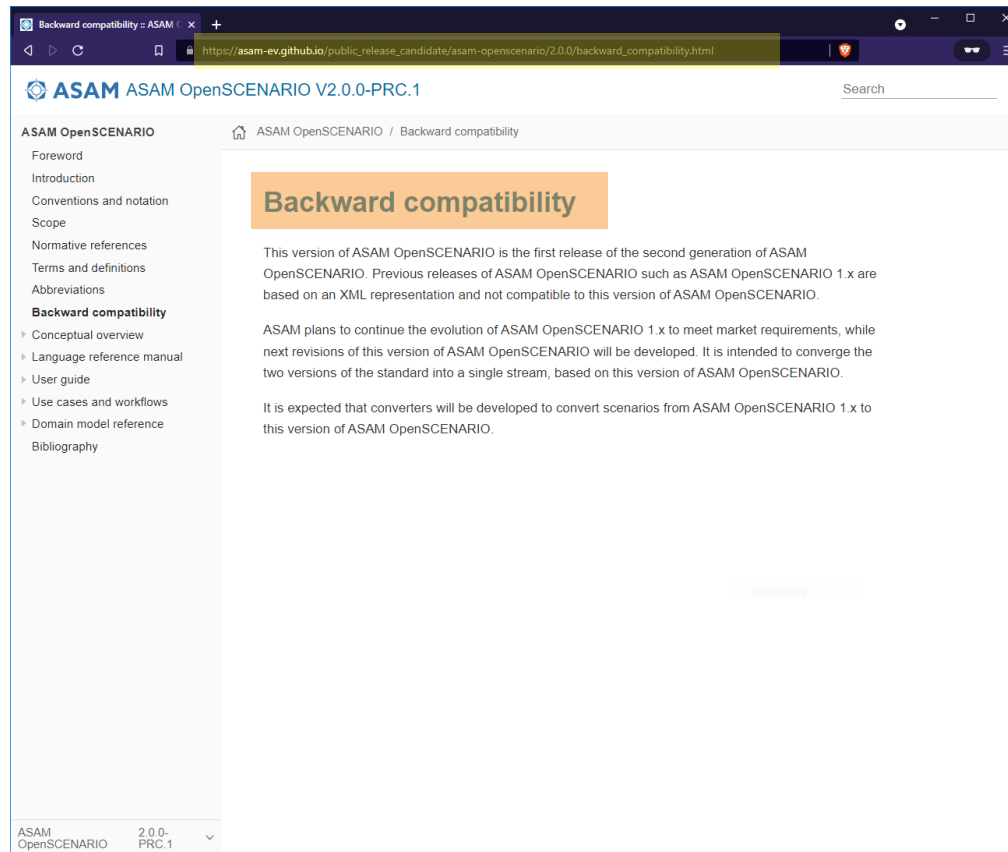 Backward compatibility :: ASAM O
https://asam-ev.github.io/public_release_candidate/asam-openscenario/2.0.0/backward_compatibility.html
ASAM ASAM OpenSCENARIO V2.0.0-PRC.1
Search
ASAM OpenSCENARIO
Foreword
Introduction
Conventions and notation
Scope
Normative references
Terms and definitions
Abbreviations
Backward compatibility
Conceptual overview
Language reference manual
User guide
Use cases and workflows
Domain model reference
Bibliography
ASAM OpenSCENARIO / Backward compatibility
Backward compatibility
This version of ASAM OpenSCENARIO is the first release of the second generation of ASAM
OpenSCENARIO. Previous releases of ASAM OpenSCENARIO such as ASAM OpenSCENARIO 1.x are
based on an XML representation and not compatible to this version of ASAM OpenSCENARIO.
ASAM plans to continue the evolution of ASAM OpenSCENARIO 1.x to meet market requirements, while
next revisions of this version of ASAM OpenSCENARIO will be developed. It is intended to converge the
two versions of the standard into a single stream, based on this version of ASAM OpenSCENARIO.
It is expected that converters will be developed to convert scenarios from ASAM OpenSCENARIO 1.x to
this version of ASAM OpenSCENARIO.
ASAM
OpenSCENARIO
2.0.0-
PRC.1